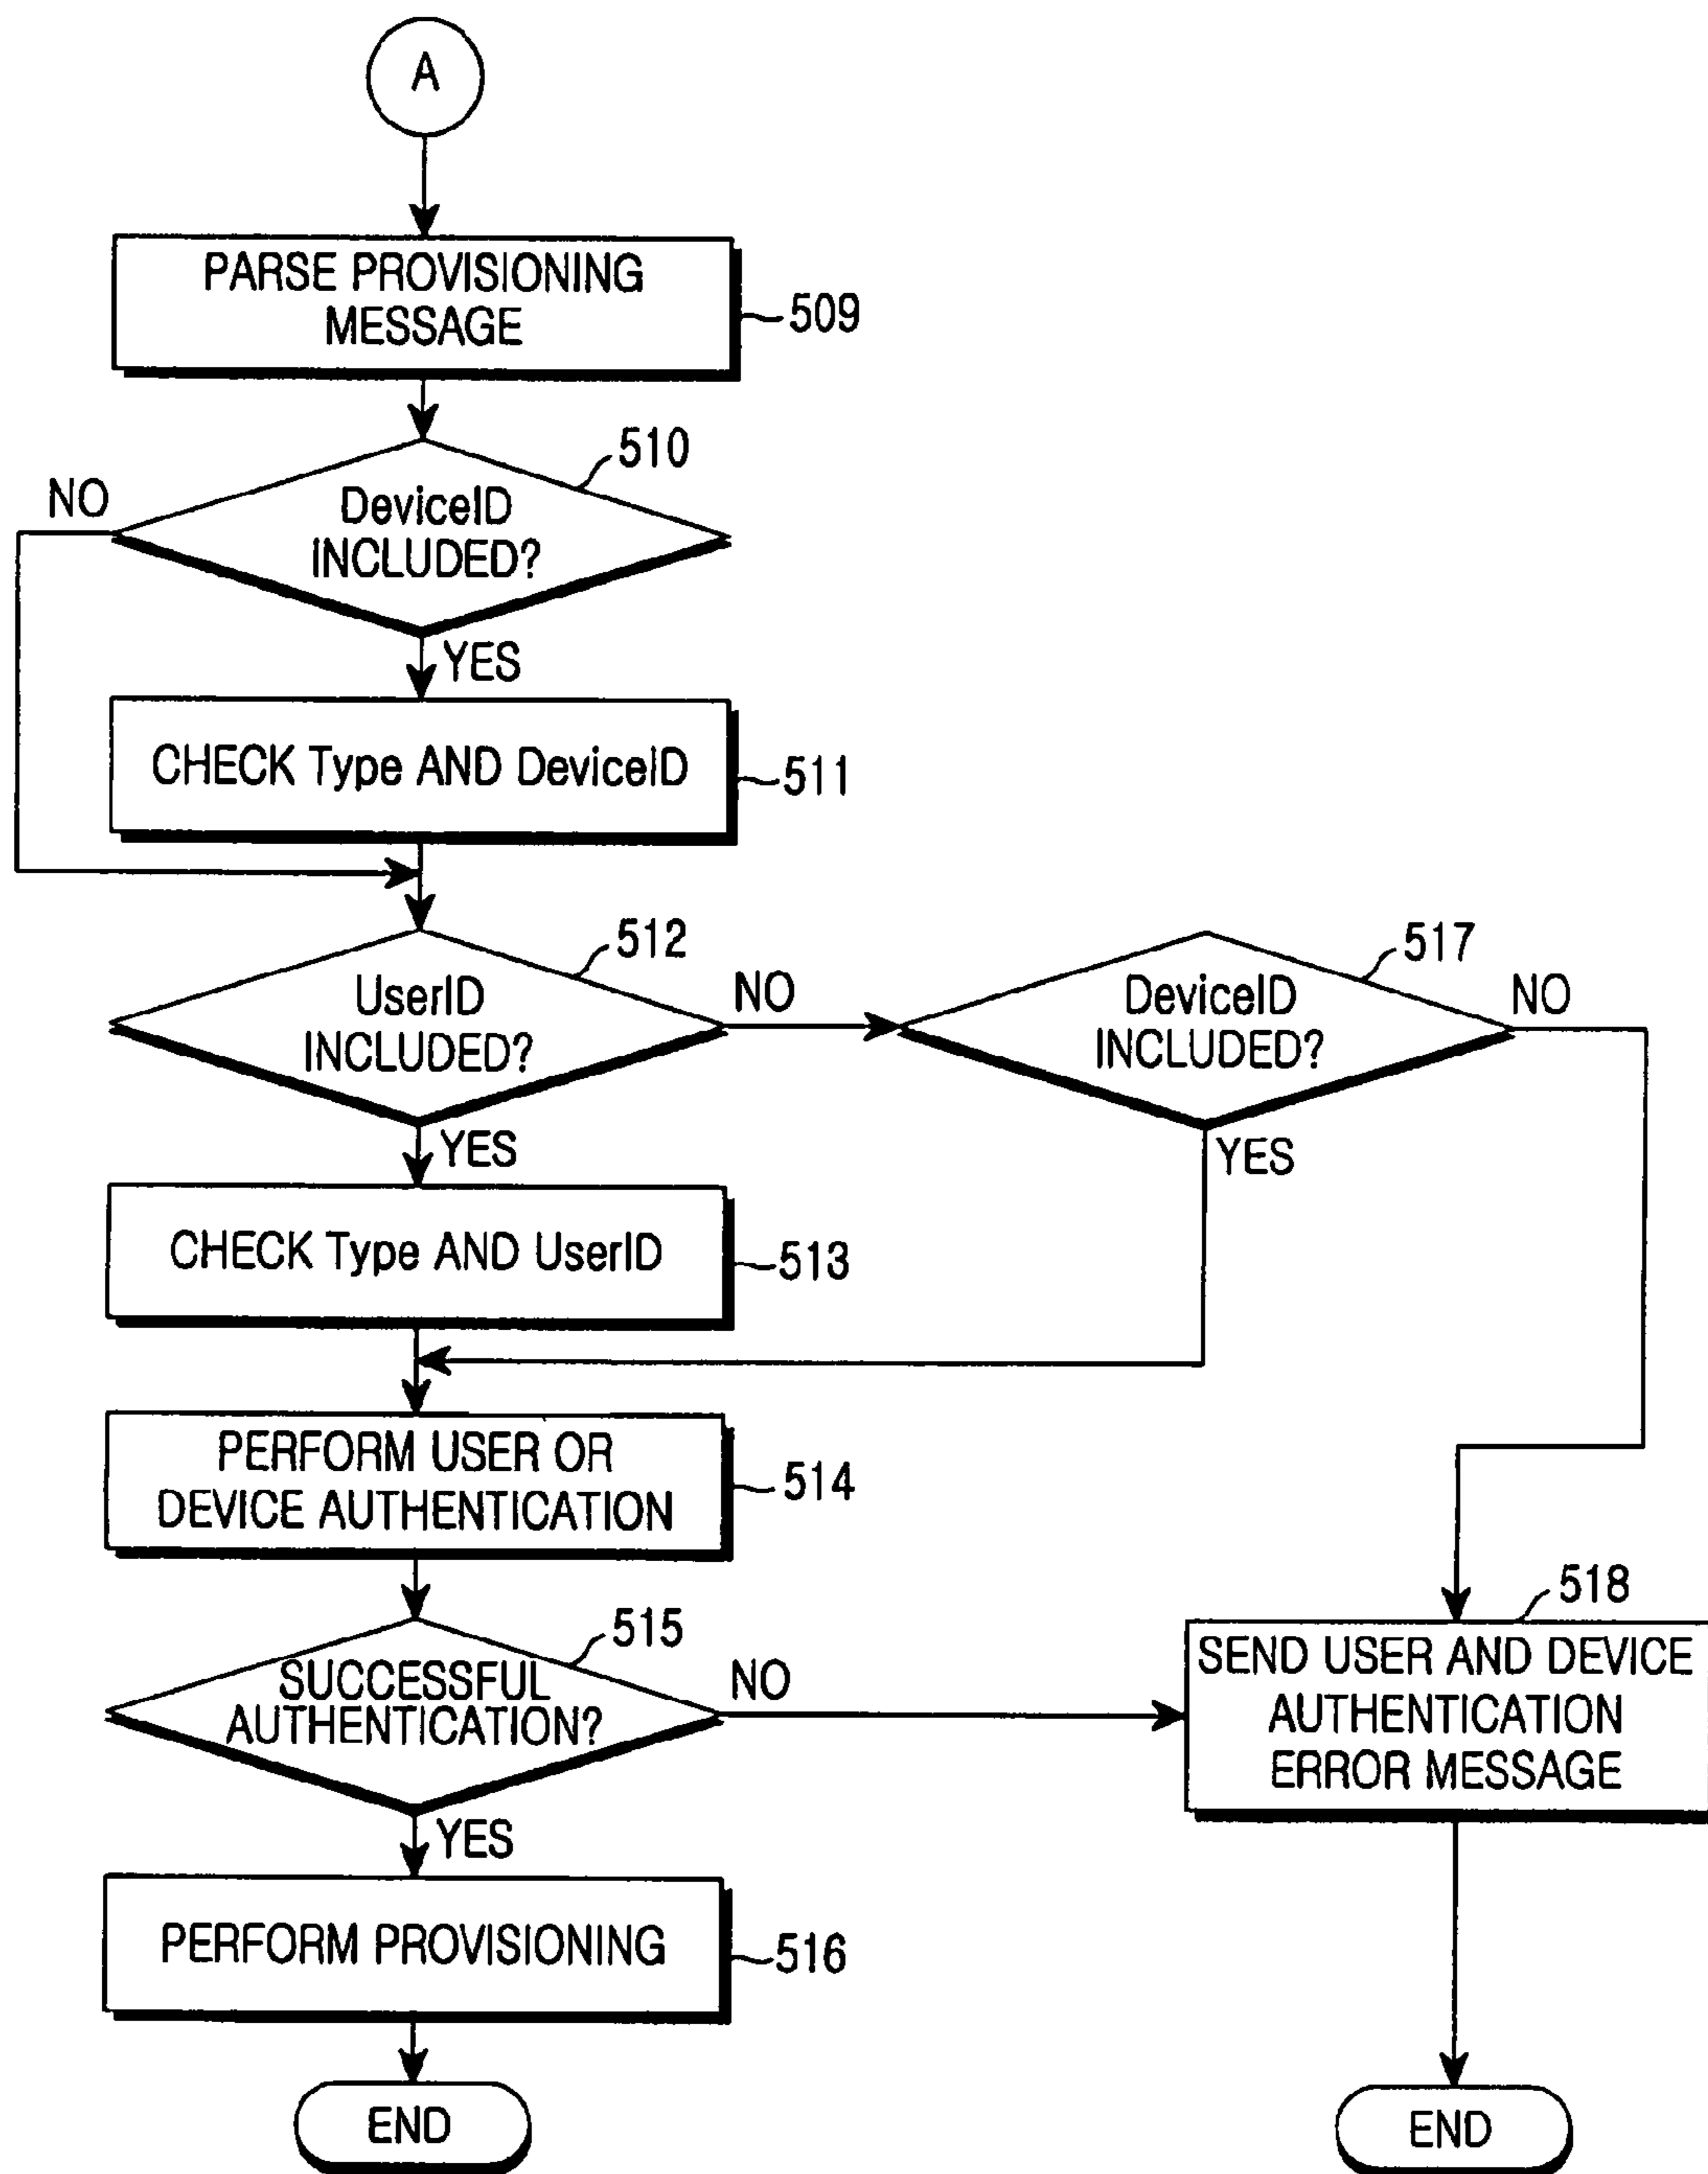 A
PARSE PROVISIONING
MESSAGE
509
510
NO
DeviceID
INCLUDED?
YES
CHECK Type AND DeviceID
511
512
517
UserID
INCLUDED?
NO
DeviceID
INCLUDED?
NO
YES
YES
CHECK Type AND UserID
513
PERFORM USER OR
DEVICE AUTHENTICATION
514
515
518
SUCCESSFUL
AUTHENTICATION?
NO
SEND USER AND DEVICE
AUTHENTICATION
ERROR MESSAGE
YES
PERFORM PROVISIONING
516
END
END